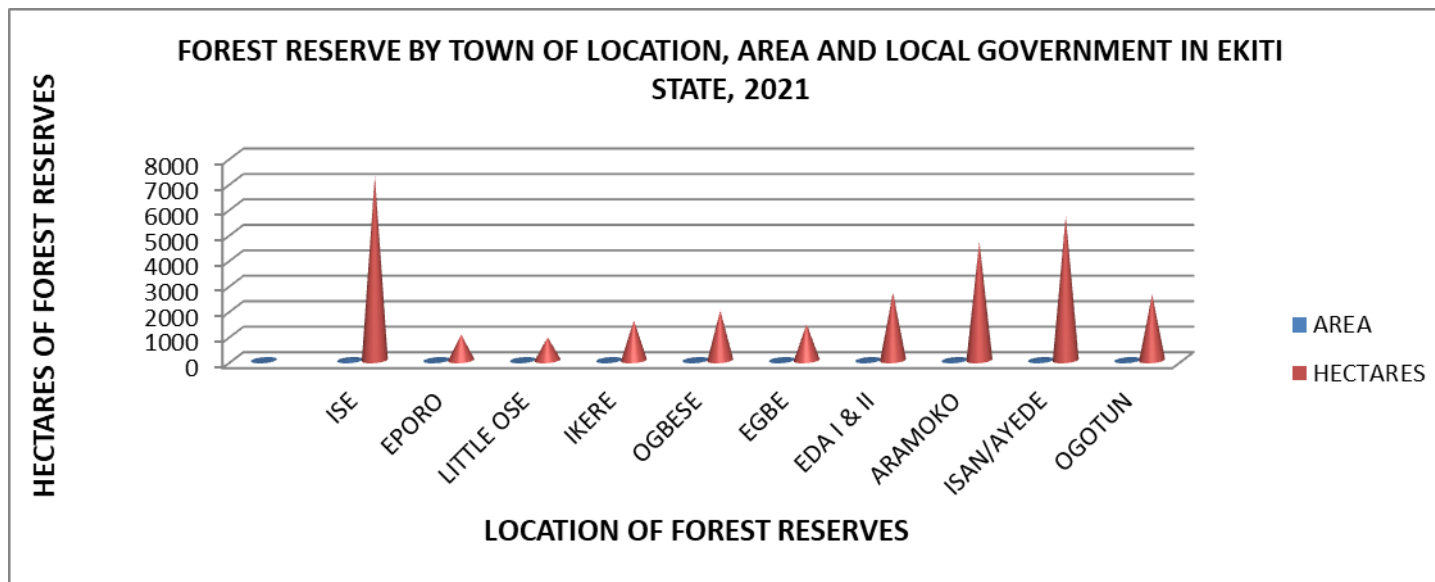 FOREST RESERVE BY TOWN OF LOCATION, AREA AND LOCAL GOVERNMENT IN EKITI
STATE, 2021
HECTARES OF FOREST RESERVES
8000
7000
6000
5000
4000
3000
2000
1000
0
ISE
EPORO
LITTLE OSE
IKERE
OGBESE
EGBE
EDA I & II
ARAMOKO
ISAN/AYEDE
OGOTUN
LOCATION OF FOREST RESERVES
AREA
HECTARES